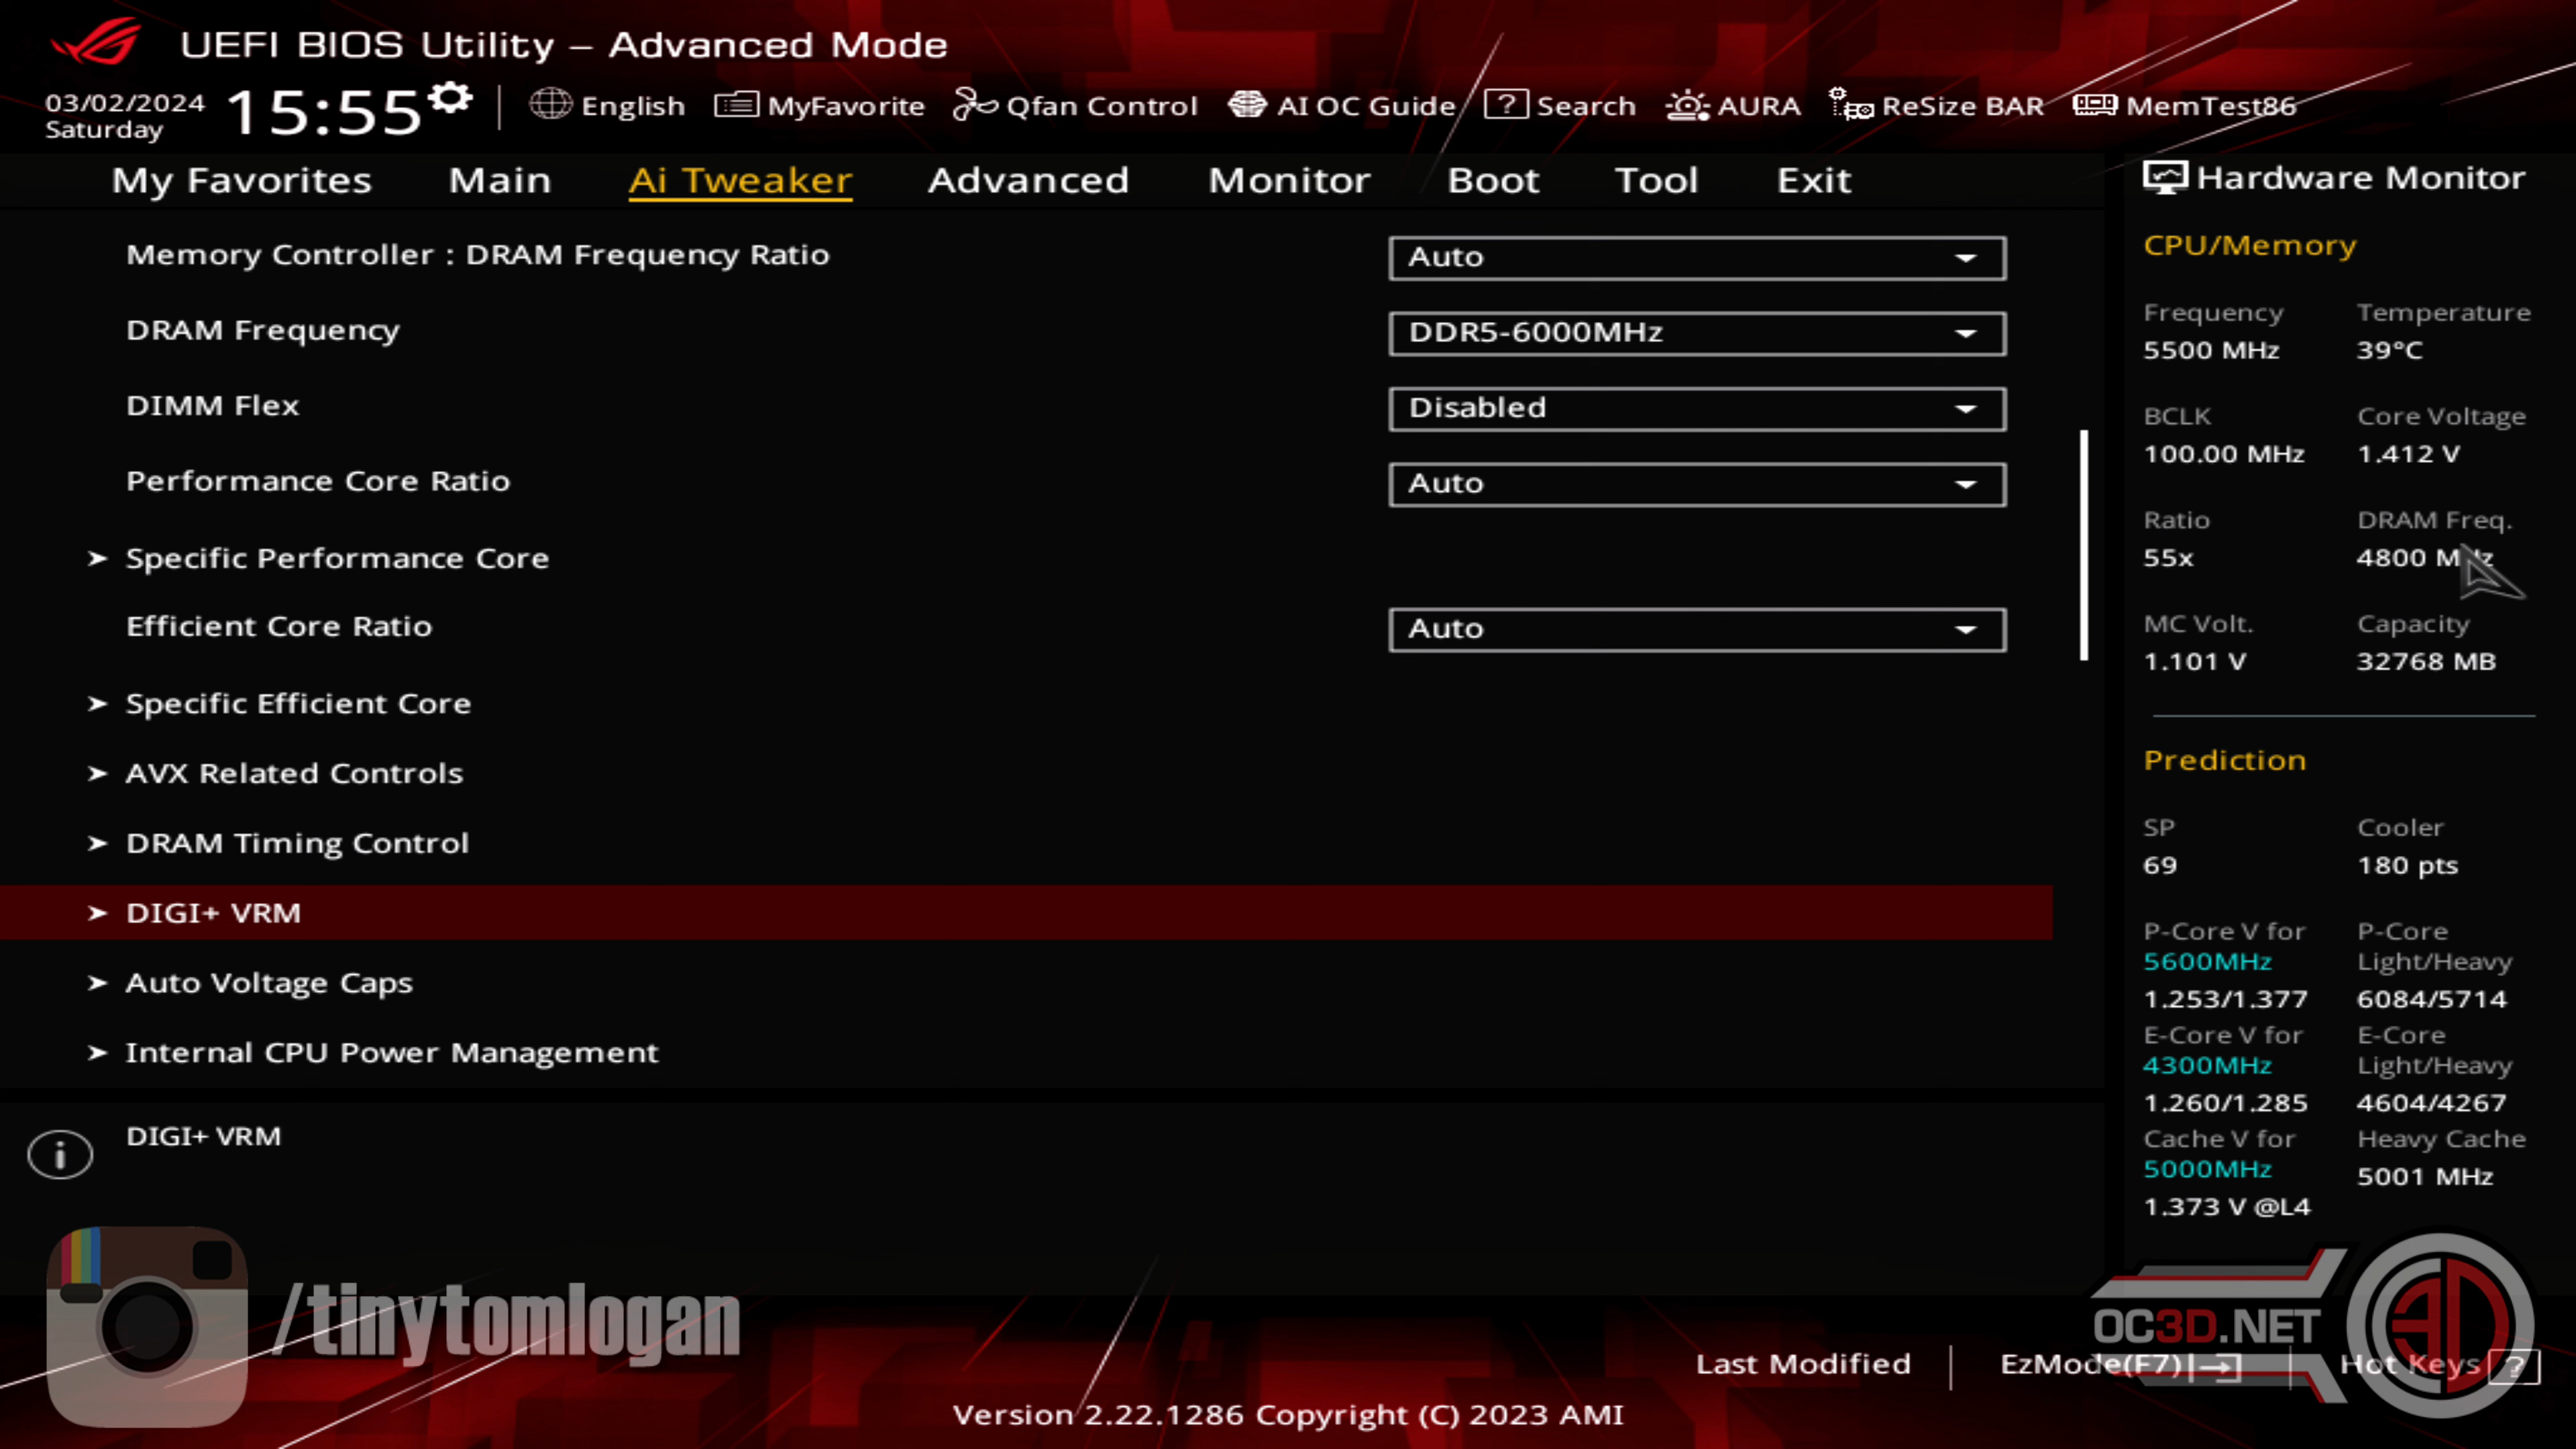 UEFI BIOS Utility – Advanced Mode
03/02/2024
Saturday
15:55
English
MyFavorite
Qfan Control
AI OC Guide
? Search
AURA
ReSize BAR
MemTest86
My Favorites
Main
Ai Tweaker
Advanced
Monitor
Boot
Tool
Exit
Memory Controller : DRAM Frequency Ratio
Auto
DRAM Frequency
DDR5-6000MHz
DIMM Flex
Disabled
Performance Core Ratio
Auto
Specific Performance Core
Efficient Core Ratio
Auto
Specific Efficient Core
AVX Related Controls
DRAM Timing Control
DIGI+ VRM
Auto Voltage Caps
Internal CPU Power Management
DIGI+ VRM
Hardware Monitor
CPU/Memory
Frequency
Temperature
5500 MHz
39°C
BCLK
Core Voltage
100.00 MHz
1.412 V
Ratio
DRAM Freq.
55x
4800 MHz
MC Volt.
Capacity
1.101 V
32768 MB
Prediction
SP
Cooler
69
180 pts
P-Core V for
5600MHz
P-Core
Light/Heavy
1.253/1.377
6084/5714
E-Core V for
4300MHz
E-Core
Light/Heavy
1.260/1.285
4604/4267
Cache V for
5000MHz
Heavy Cache
5001 MHz
1.373 V @L4
/tinytomlogan
OC3D.NET
3D
Last Modified
EzMode(F7)
Hot Keys ?
Version 2.22.1286 Copyright (C) 2023 AMI